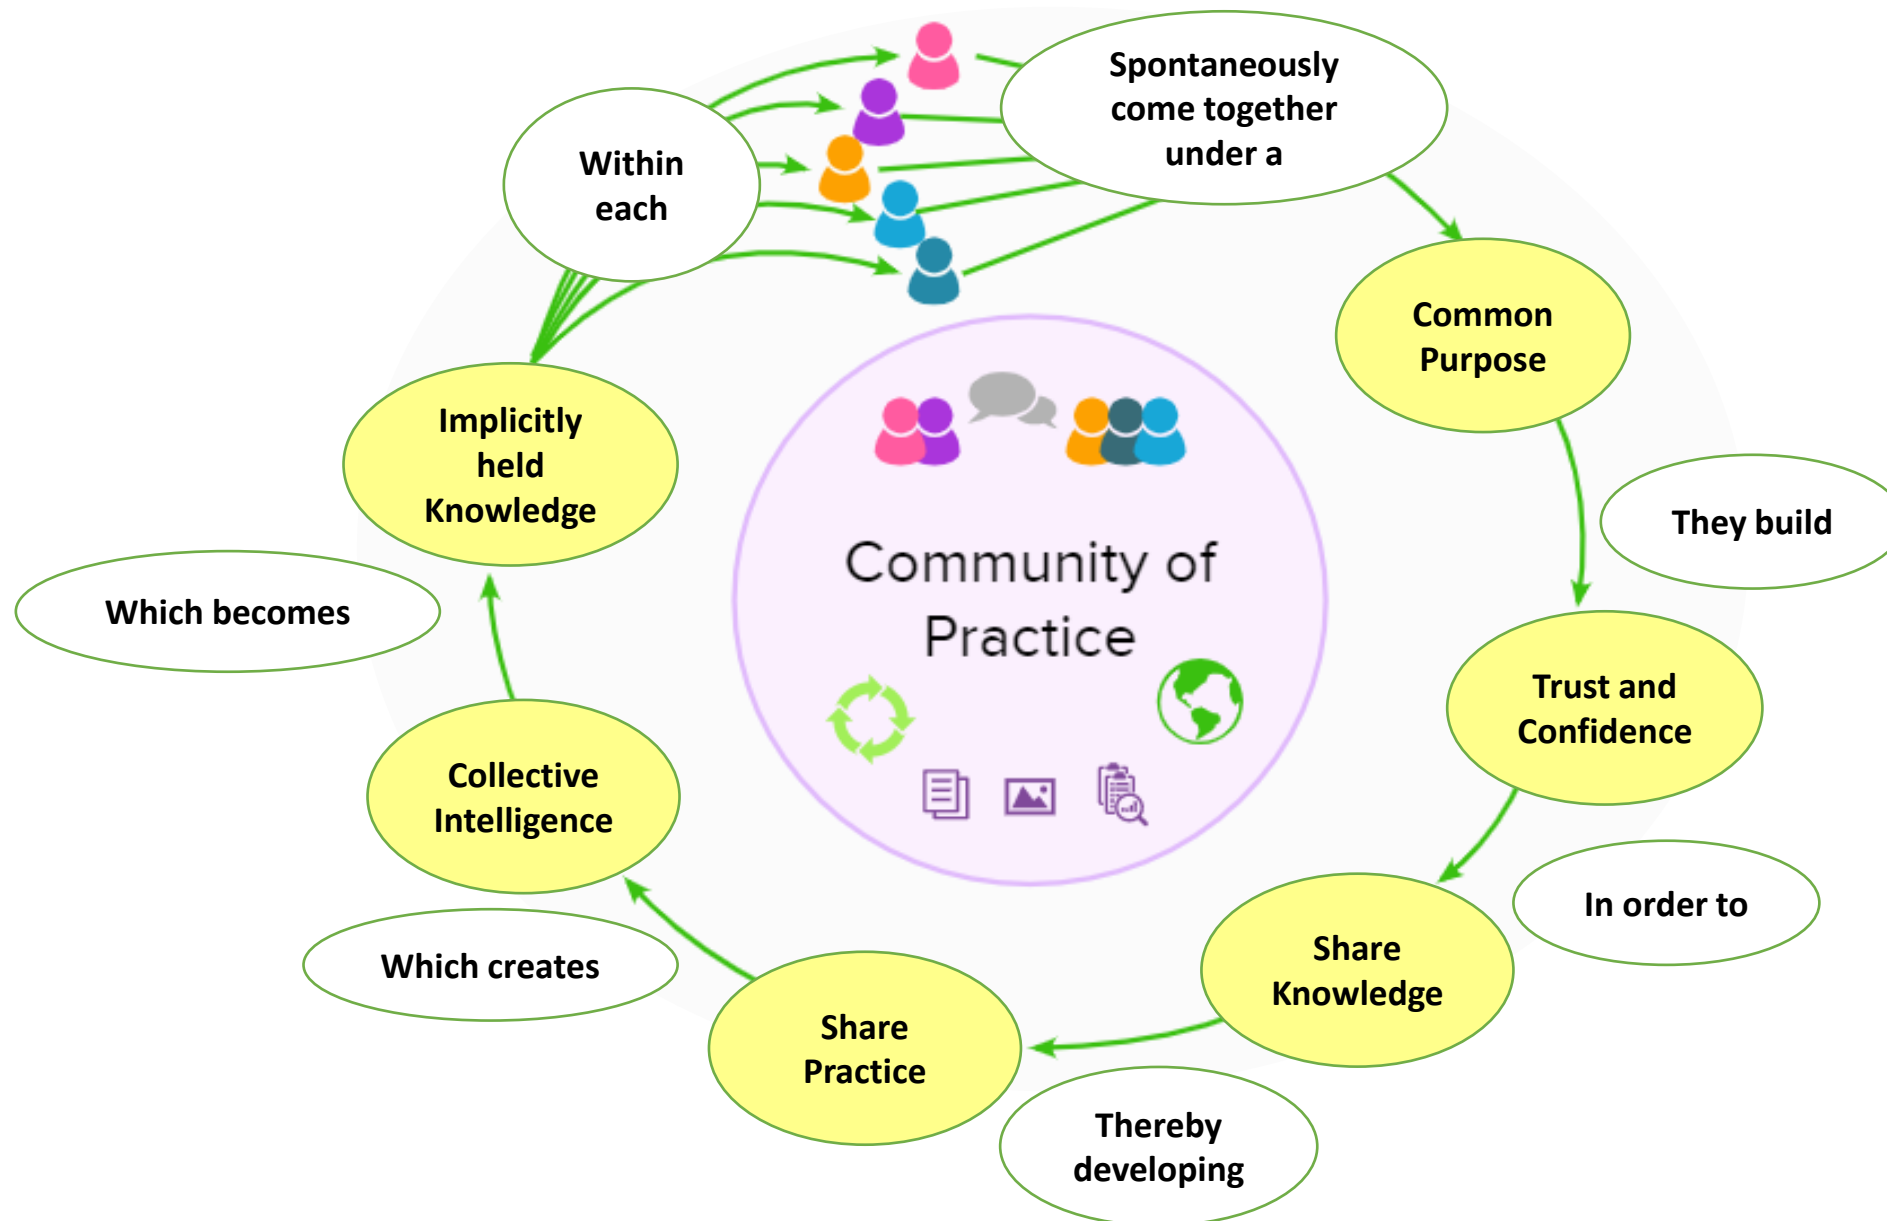 Spontaneously
come together
under a
Within
each
Common
Purpose
Implicitly
held
Knowledge
They build
Community of
Practice
Which becomes
Trust and
Confidence
Collective
Intelligence
In order to
Share
Knowledge
Which creates
Share
Practice
Thereby
developing